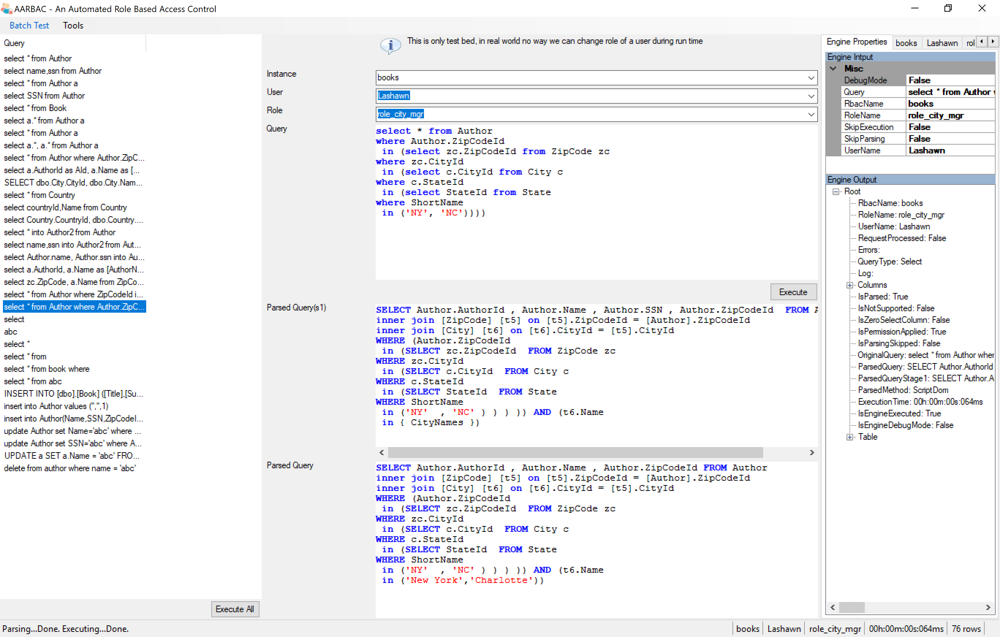 AARBAC - An Automated Role Based Access Control
Batch Test Tools
Query
select * from Author
select name,ssn from Author
select * from Author a
select SSN from Author
select * from Book
select a.* from Author a
select * from Author a
select a.*, a.* from Author a
select * from Author where Author.ZipC...
select a.AuthorId as AId, a.Name as [...
SELECT dbo.City.CityId, dbo.City.Nam...
select * from Country
select countryId,Name from Country
select Country.CountryId, dbo.Country....
select * into Author2 from Author
select name,ssn into Author2 from Aut...
select Author.name, Author.ssn into Au...
select a.AuthorId, a.Name as [AuthorN...
select zc.ZipCode, a.Name from ZipCo...
select * from Author where ZipCodeId i...
select * from Author where Author.ZipC...
select
abc
select *
select * from
select * from book where
select * from abc
INSERT INTO [dbo].[Book] ([Title],[Su...
insert into Author values ('','',1)
insert into Author(Name,SSN,ZipCodeI...
update Author set Name='abc' where ...
update Author set SSN='abc' where A...
UPDATE a SET a.Name = 'abc' FRO...
delete from author where name = 'abc'
Execute All
This is only test bed, in real world no way we can change role of a user during run time
Instance books
User Lashawn
Role role_city_mgr
Query
select * from Author
where Author.ZipCodeId
in (select zc.ZipCodeId from ZipCode zc
where zc.CityId
in (select c.CityId from City c
where c.StateId
in (select StateId from State
where ShortName
in ('NY', 'NC'))))
Execute
Parsed Query(s1)
SELECT Author.AuthorId , Author.Name , Author.SSN , Author.ZipCodeId FROM
inner join [ZipCode] [t5] on [t5].ZipCodeId = [Author].ZipCodeId
inner join [City] [t6] on [t6].CityId = [t5].CityId
WHERE (Author.ZipCodeId
in (SELECT zc.ZipCodeId FROM ZipCode zc
WHERE zc.CityId
in (SELECT c.CityId FROM City c
WHERE c.StateId
in (SELECT StateId FROM State
WHERE ShortName
in ('NY' , 'NC' ) ) ) )) AND (t6.Name
in { CityNames })
Parsed Query
SELECT Author.AuthorId , Author.Name , Author.ZipCodeId FROM Author
inner join [ZipCode] [t5] on [t5].ZipCodeId = [Author].ZipCodeId
inner join [City] [t6] on [t6].CityId = [t5].CityId
WHERE (Author.ZipCodeId
in (SELECT zc.ZipCodeId FROM ZipCode zc
WHERE zc.CityId
in (SELECT c.CityId FROM City c
WHERE c.StateId
in (SELECT StateId FROM State
WHERE ShortName
in ('NY' , 'NC' ) ) ) )) AND (t6.Name
in ('New York','Charlotte'))
Engine Properties books Lashawn rol
Engine Intput
Misc
DebugMode False
Query select * from Author
RbacName books
RoleName role_city_mgr
SkipExecution False
SkipParsing False
UserName Lashawn
Engine Output
Root
RbacName: books
RoleName: role_city_mgr
UserName: Lashawn
RequestProcessed: False
Errors:
QueryType: Select
Log:
Columns
IsParsed: True
IsNotSupported: False
IsZeroSelectColumn: False
IsPermissionApplied: True
IsParsingSkipped: False
OriginalQuery: select * from Author wher
ParsedQuery: SELECT Author.AuthorId
ParsedQueryStage1: SELECT Author.A
ParsedMethod: ScriptDom
ExecutionTime: 00h:00m:00s:064ms
IsEngineExecuted: True
IsEngineDebugMode: False
Table
Parsing...Done. Executing...Done.
books Lashawn role_city_mgr 00h:00m:00s:064ms 76 rows